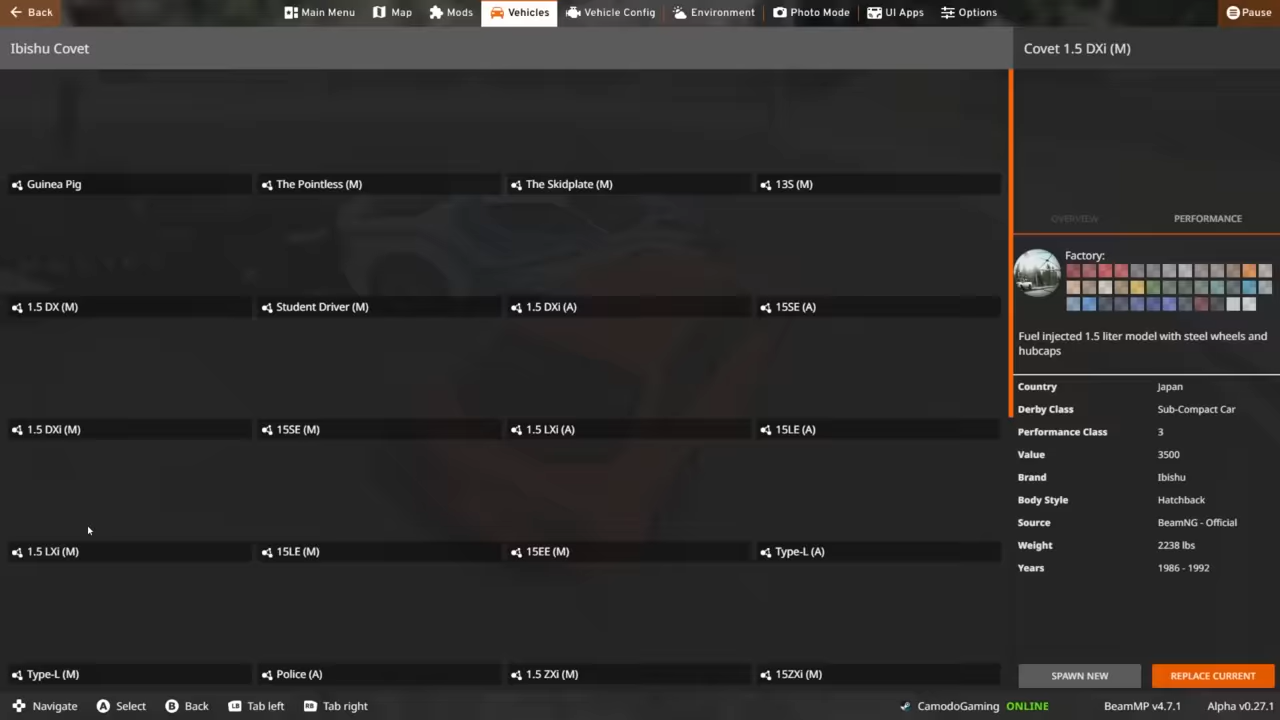 Back
Main Menu
Map
Mods
Vehicles
Vehicle Config
Environment
Photo Mode
UI Apps
Options
Pause
Ibishu Covet
Covet 1.5 DXi (M)
Guinea Pig
The Pointless (M)
The Skidplate (M)
13S (M)
1.5 DX (M)
Student Driver (M)
1.5 DXi (A)
15SE (A)
1.5 DXi (M)
15SE (M)
1.5 LXi (A)
15LE (A)
1.5 LXi (M)
15LE (M)
15EE (M)
Type-L (A)
Type-L (M)
Police (A)
1.5 ZXi (M)
15ZXi (M)
OVERVIEW
PERFORMANCE
Factory:
Fuel injected 1.5 liter model with steel wheels and
hubcaps
Country Japan
Derby Class Sub-Compact Car
Performance Class 3
Value 3500
Brand Ibishu
Body Style Hatchback
Source BeamNG - Official
Weight 2238 lbs
Years 1986 - 1992
SPAWN NEW
REPLACE CURRENT
Navigate
A Select
B Back
LB Tab left
RB Tab right
CamodoGaming ONLINE
BeamMP v4.7.1
Alpha v0.27.1